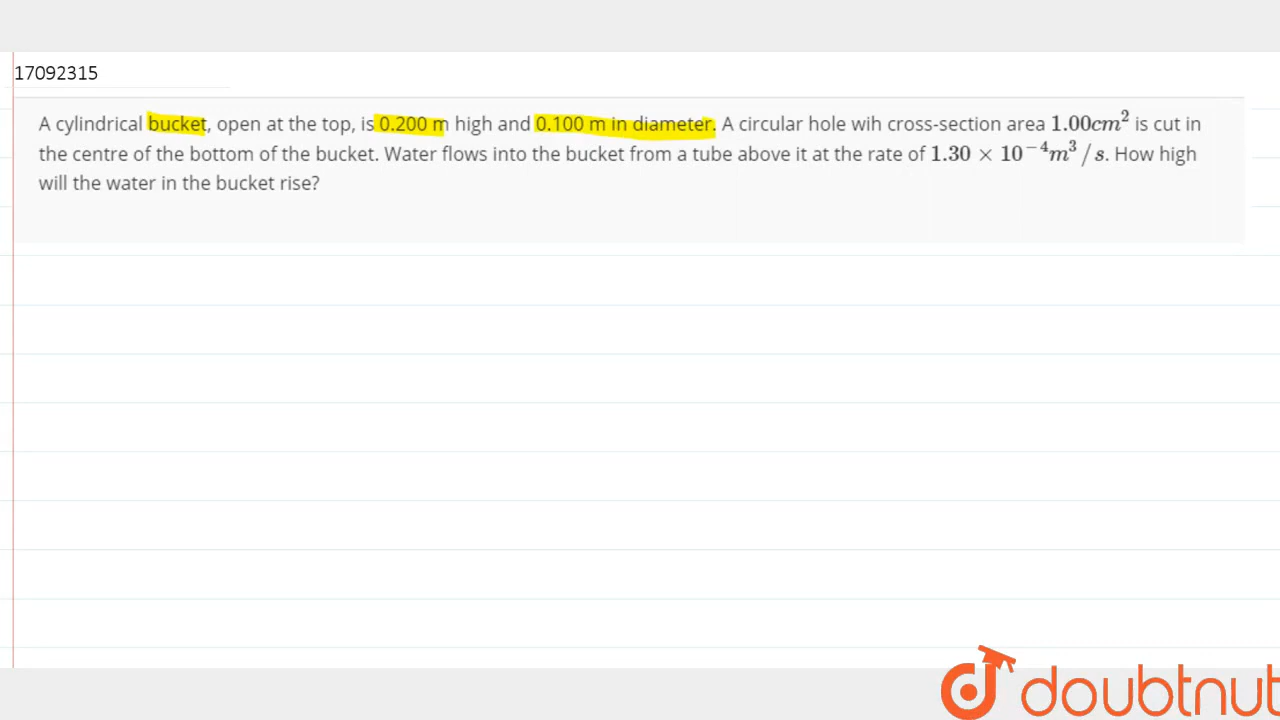 17092315
A cylindrical bucket, open at the top, is 0.200 m high and 0.100 m in diameter. A circular hole wih cross-section area 1.00cm² is cut in
the centre of the bottom of the bucket. Water flows into the bucket from a tube above it at the rate of 1.30 × 10⁻⁴m³/s. How high
will the water in the bucket rise?
doubtnut